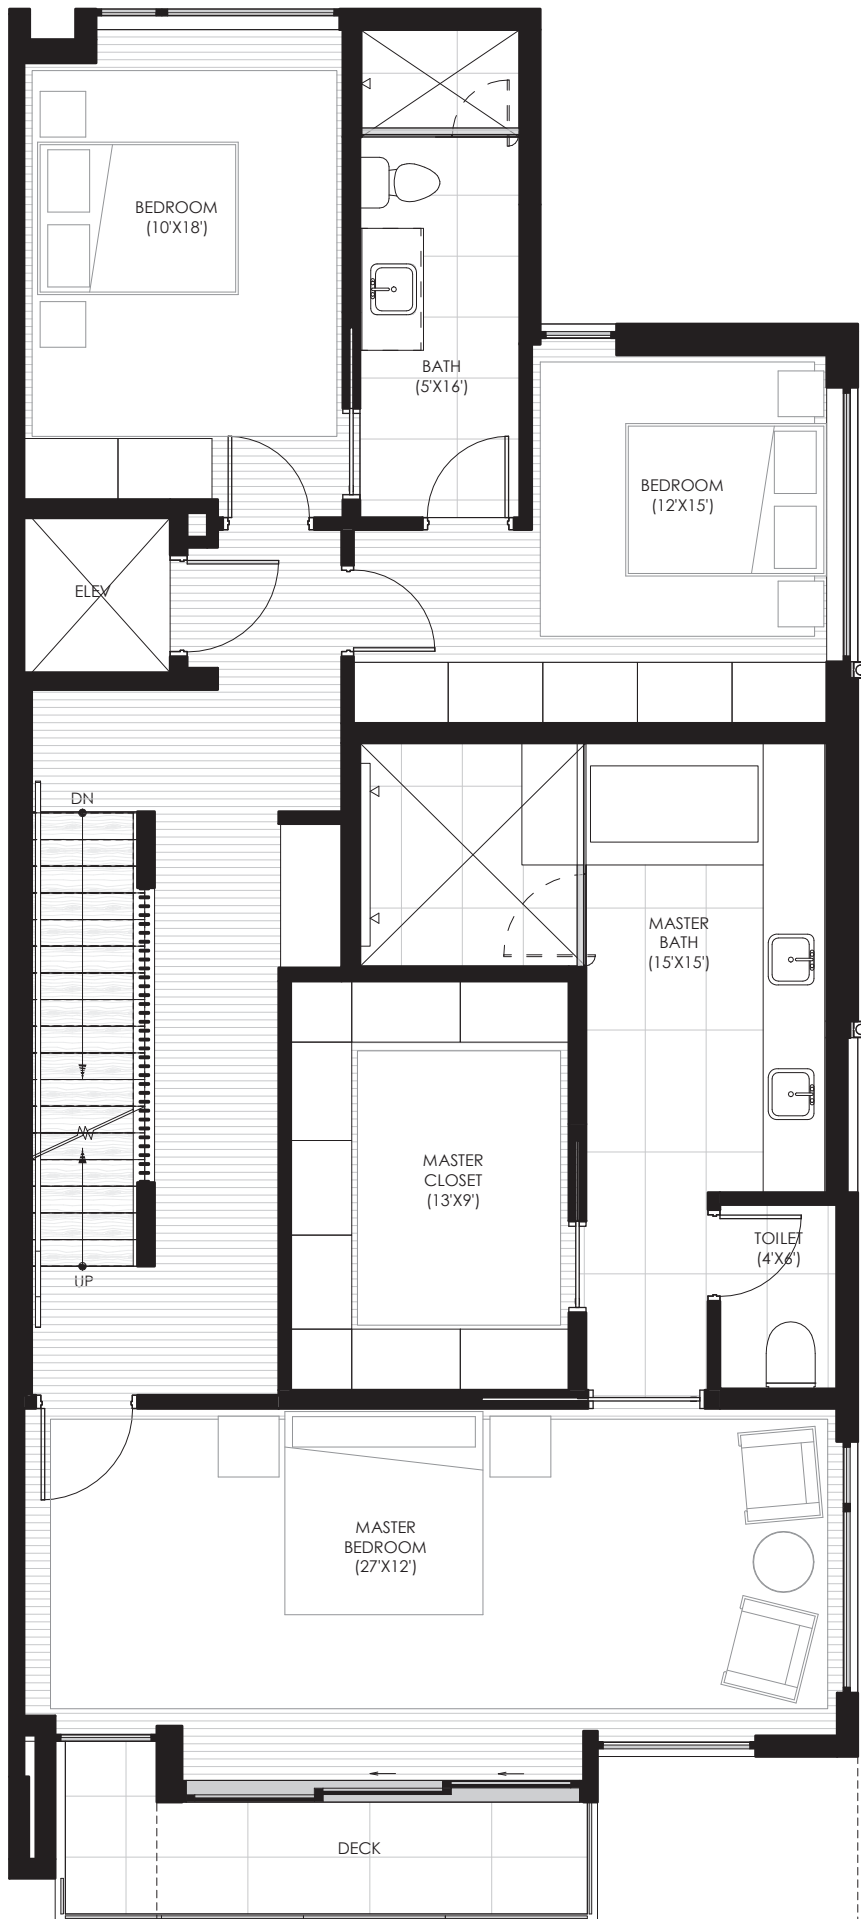 BEDROOM
(10'X18')
BATH
(5'X16')
BEDROOM
(12'X15')
ELEV
DN
MASTER
BATH
(15'X15')
MASTER
CLOSET
(13'X9')
TOILET
(4'X6')
UP
MASTER
BEDROOM
(27'X12')
DECK